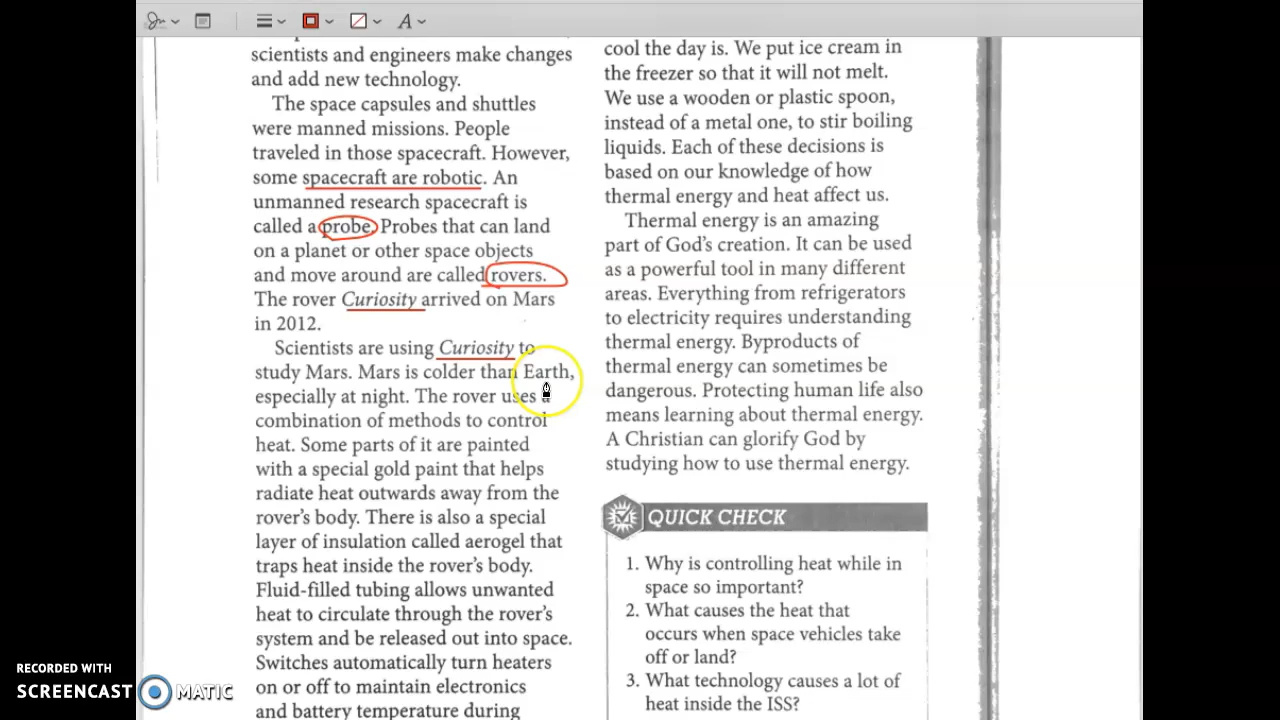 scientists and engineers make changes
and add new technology.
The space capsules and shuttles
were manned missions. People
traveled in those spacecraft. However,
some spacecraft are robotic. An
unmanned research spacecraft is
called a probe. Probes that can land
on a planet or other space objects
and move around are called rovers.
The rover Curiosity arrived on Mars
in 2012.
Scientists are using Curiosity to
study Mars. Mars is colder than Earth,
especially at night. The rover uses a
combination of methods to control
heat. Some parts of it are painted
with a special gold paint that helps
radiate heat outwards away from the
rover's body. There is also a special
layer of insulation called aerogel that
traps heat inside the rover's body.
Fluid-filled tubing allows unwanted
heat to circulate through the rover's
system and be released out into space.
Switches automatically turn heaters
on or off to maintain electronics
and battery temperature during
cool the day is. We put ice cream in
the freezer so that it will not melt.
We use a wooden or plastic spoon,
instead of a metal one, to stir boiling
liquids. Each of these decisions is
based on our knowledge of how
thermal energy and heat affect us.
Thermal energy is an amazing
part of God's creation. It can be used
as a powerful tool in many different
areas. Everything from refrigerators
to electricity requires understanding
thermal energy. Byproducts of
thermal energy can sometimes be
dangerous. Protecting human life also
means learning about thermal energy.
A Christian can glorify God by
studying how to use thermal energy.
QUICK CHECK
1. Why is controlling heat while in
space so important?
2. What causes the heat that
occurs when space vehicles take
off or land?
3. What technology causes a lot of
heat inside the ISS?
RECORDED WITH
SCREENCAST MATIC